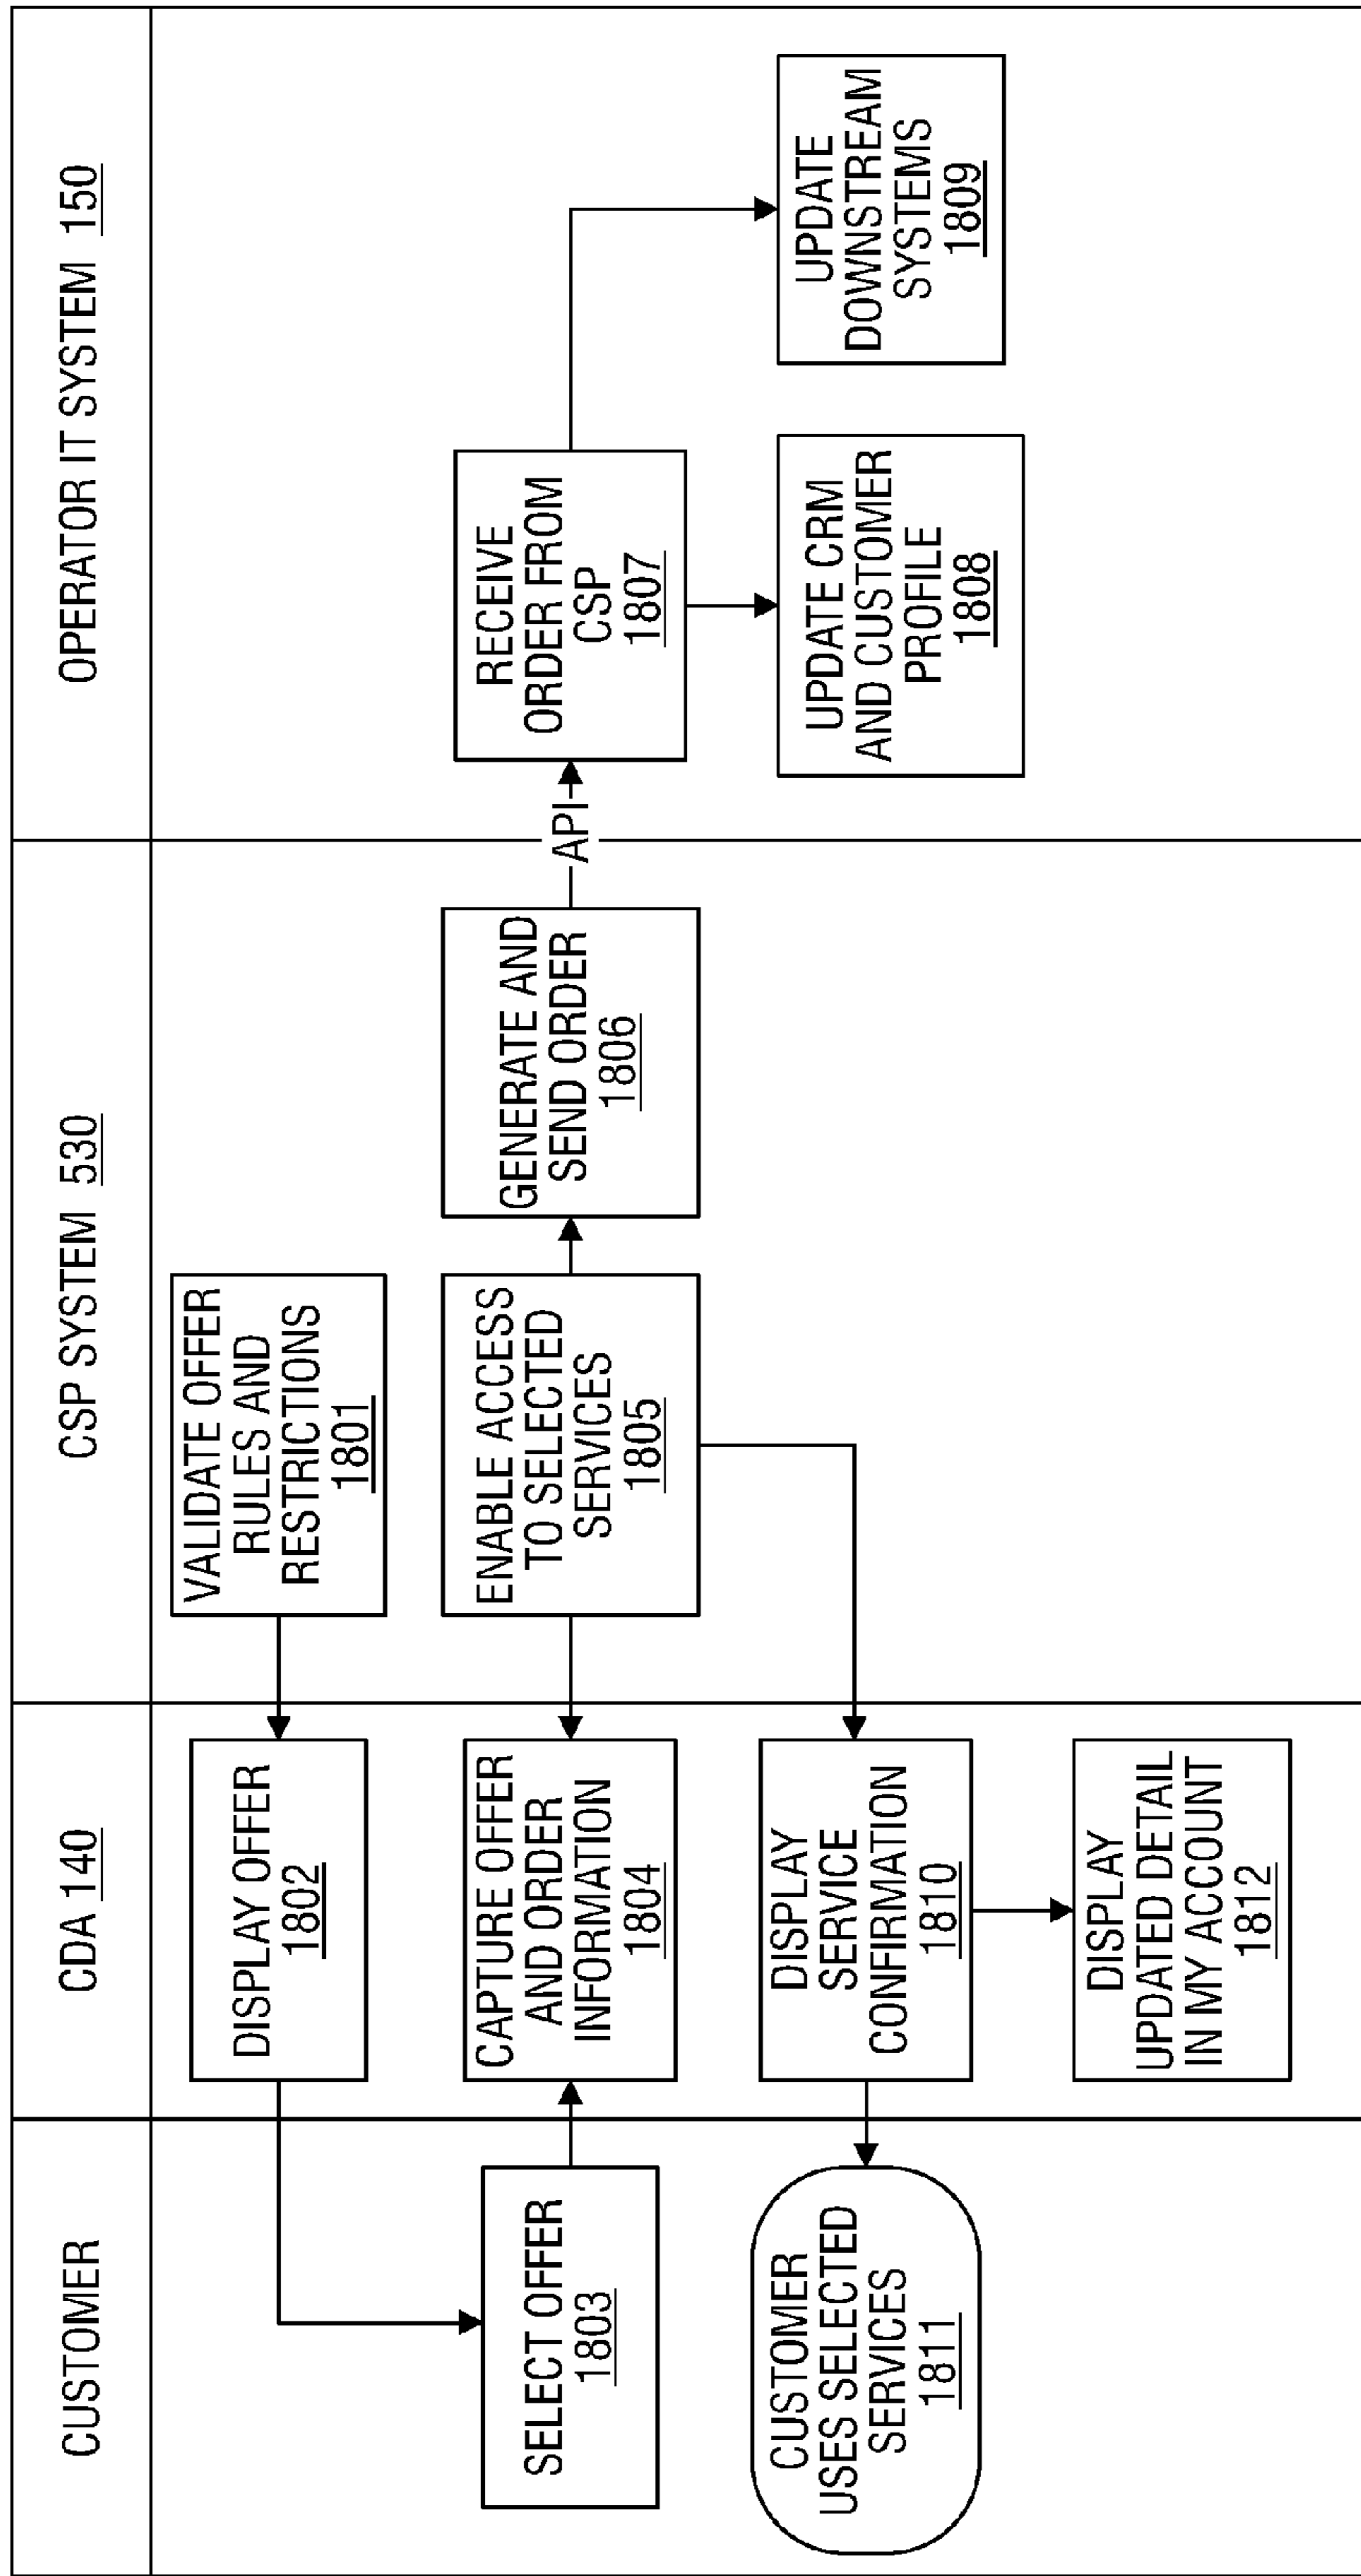 CUSTOMER
CDA 140
CSP SYSTEM 530
OPERATOR IT SYSTEM 150
VALIDATE OFFER
RULES AND
RESTRICTIONS
1801
DISPLAY OFFER
1802
SELECT OFFER
1803
CAPTURE OFFER
AND ORDER
INFORMATION
1804
ENABLE ACCESS
TO SELECTED
SERVICES
1805
GENERATE AND
SEND ORDER
1806
API
RECEIVE
ORDER FROM
CSP
1807
UPDATE CRM
AND CUSTOMER
PROFILE
1808
UPDATE
DOWNSTREAM
SYSTEMS
1809
DISPLAY
SERVICE
CONFIRMATION
1810
CUSTOMER
USES SELECTED
SERVICES
1811
DISPLAY
UPDATED DETAIL
IN MY ACCOUNT
1812